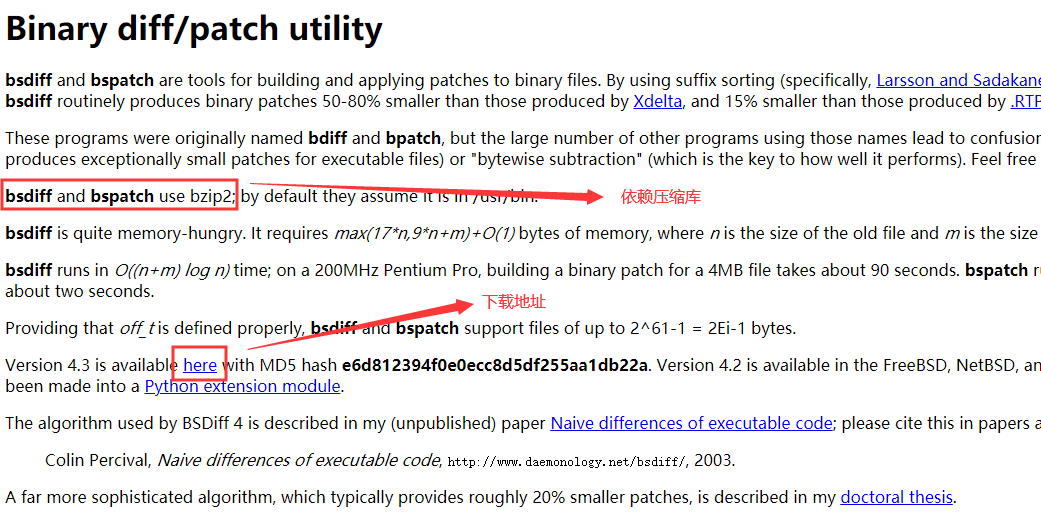 Binary diff/patch utility
bsdiff and bspatch are tools for building and applying patches to binary files. By using suffix sorting (specifically, Larsson and Sadakane
bsdiff routinely produces binary patches 50-80% smaller than those produced by Xdelta, and 15% smaller than those produced by .RTP
These programs were originally named bdiff and bpatch, but the large number of other programs using those names lead to confusion
produces exceptionally small patches for executable files) or "bytewise subtraction" (which is the key to how well it performs). Feel free
bsdiff and bspatch use bzip2; by default they assume it is in /usr/bin. 依赖压缩库
bsdiff is quite memory-hungry. It requires max(17*n,9*n+m)+O(1) bytes of memory, where n is the size of the old file and m is the size
bsdiff runs in O((n+m) log n) time; on a 200MHz Pentium Pro, building a binary patch for a 4MB file takes about 90 seconds. bspatch ru
about two seconds.
下载地址
Providing that off_t is defined properly, bsdiff and bspatch support files of up to 2^61-1 = 2Ei-1 bytes.
Version 4.3 is available here with MD5 hash e6d812394f0e0ecc8d5df255aa1db22a. Version 4.2 is available in the FreeBSD, NetBSD, an
been made into a Python extension module.
The algorithm used by BSDiff 4 is described in my (unpublished) paper Naive differences of executable code; please cite this in papers a
Colin Percival, Naive differences of executable code, http://www.daemonology.net/bsdiff/, 2003.
A far more sophisticated algorithm, which typically provides roughly 20% smaller patches, is described in my doctoral thesis.